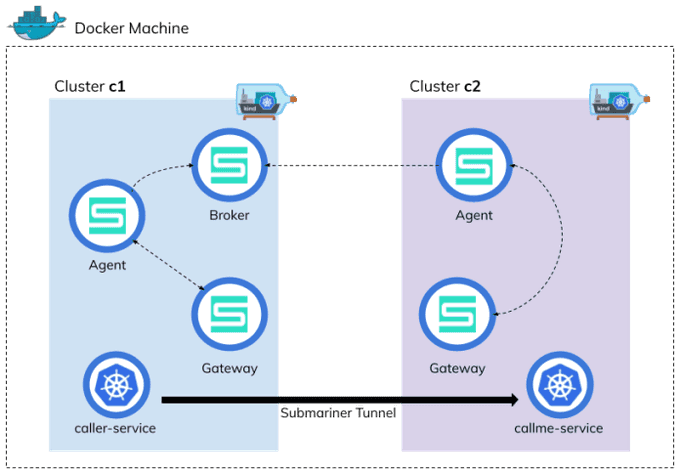 Docker Machine
Cluster c1
Cluster c2
kind
kind
Broker
Agent
Agent
Gateway
Gateway
Submariner Tunnel
caller-service
callme-service